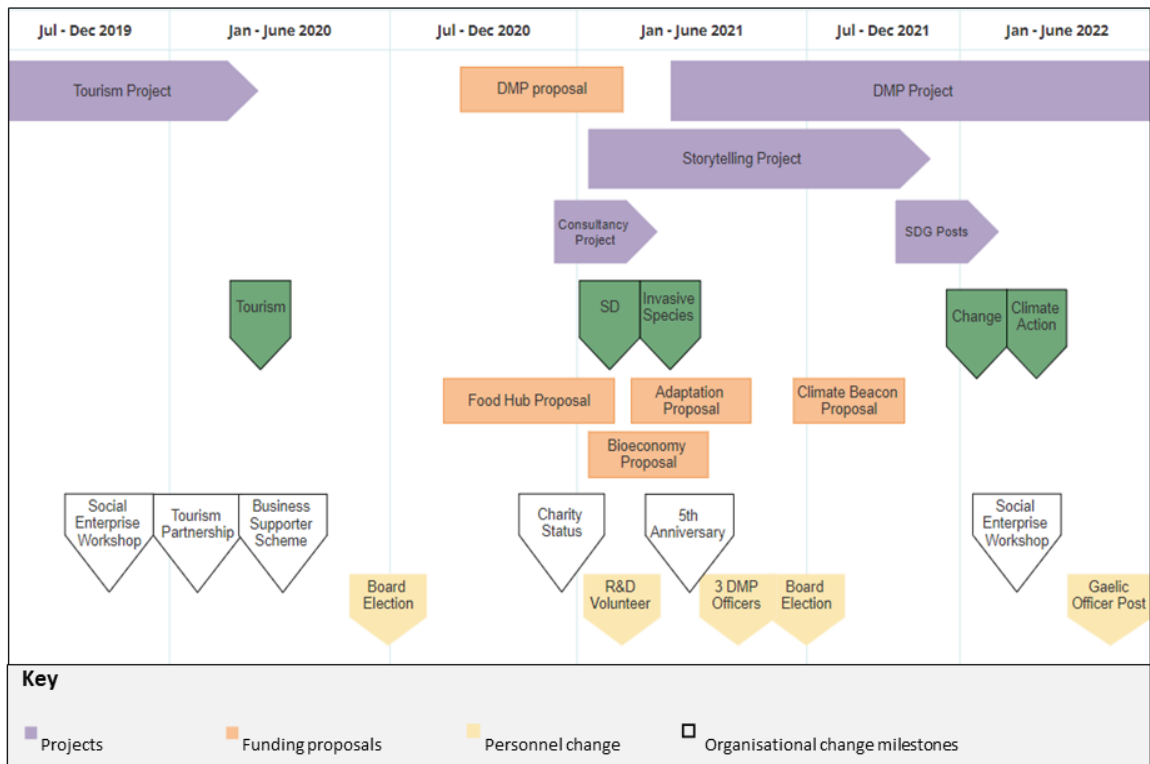 Jul - Dec 2019
Jan - June 2020
Jul - Dec 2020
Jan - June 2021
Jul - Dec 2021
Jan - June 2022
Tourism Project
DMP proposal
DMP Project
Storytelling Project
Consultancy
Project
SDG Posts
Tourism
SD
Invasive
Species
Change
Climate
Action
Food Hub Proposal
Adaptation
Proposal
Climate Beacon
Proposal
Bioeconomy
Proposal
Social
Enterprise
Workshop
Tourism
Partnership
Business
Supporter
Scheme
Charity
Status
5th
Anniversary
Social
Enterprise
Workshop
Board
Election
R&D
Volunteer
3 DMP
Officers
Board
Election
Gaelic
Officer Post
Key
Projects
Funding proposals
Personnel change
Organisational change milestones